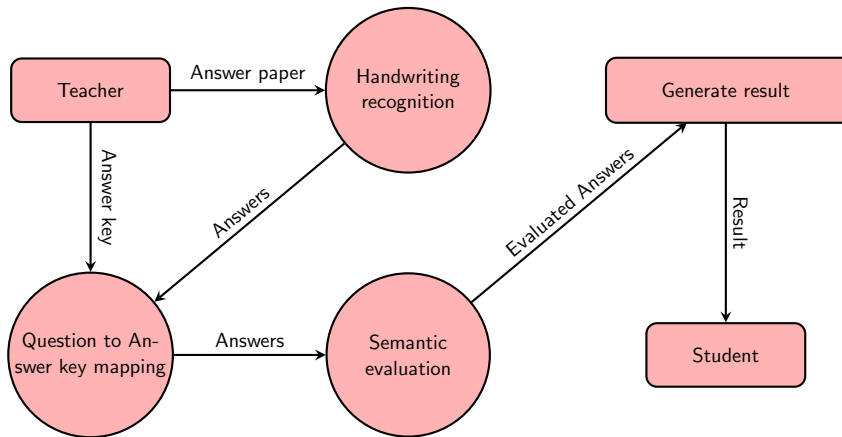 Teacher
Answer paper
Handwriting
recognition
Generate result
Answer key
Answers
Evaluated Answers
Result
Question to An-
swer key mapping
Answers
Semantic
evaluation
Student